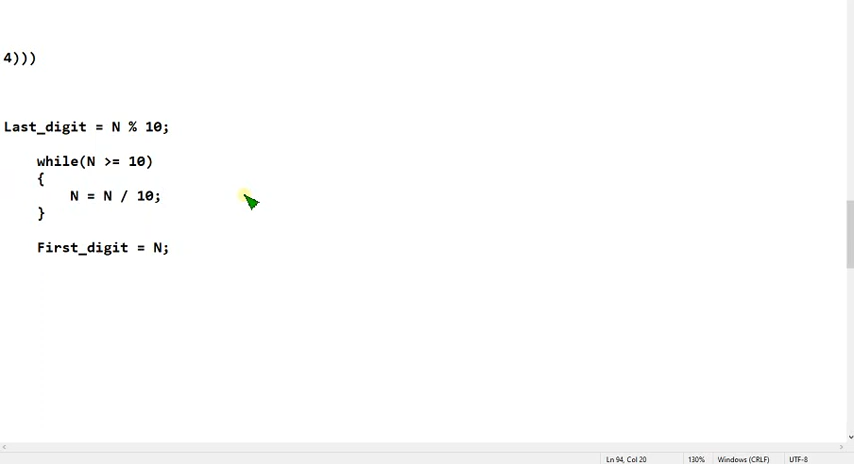 4)))
Last_digit = N % 10;
while(N >= 10)
{
N = N / 10;
}
First_digit = N;
Ln 94, Col 20
130%
Windows (CRLF)
UTF-8